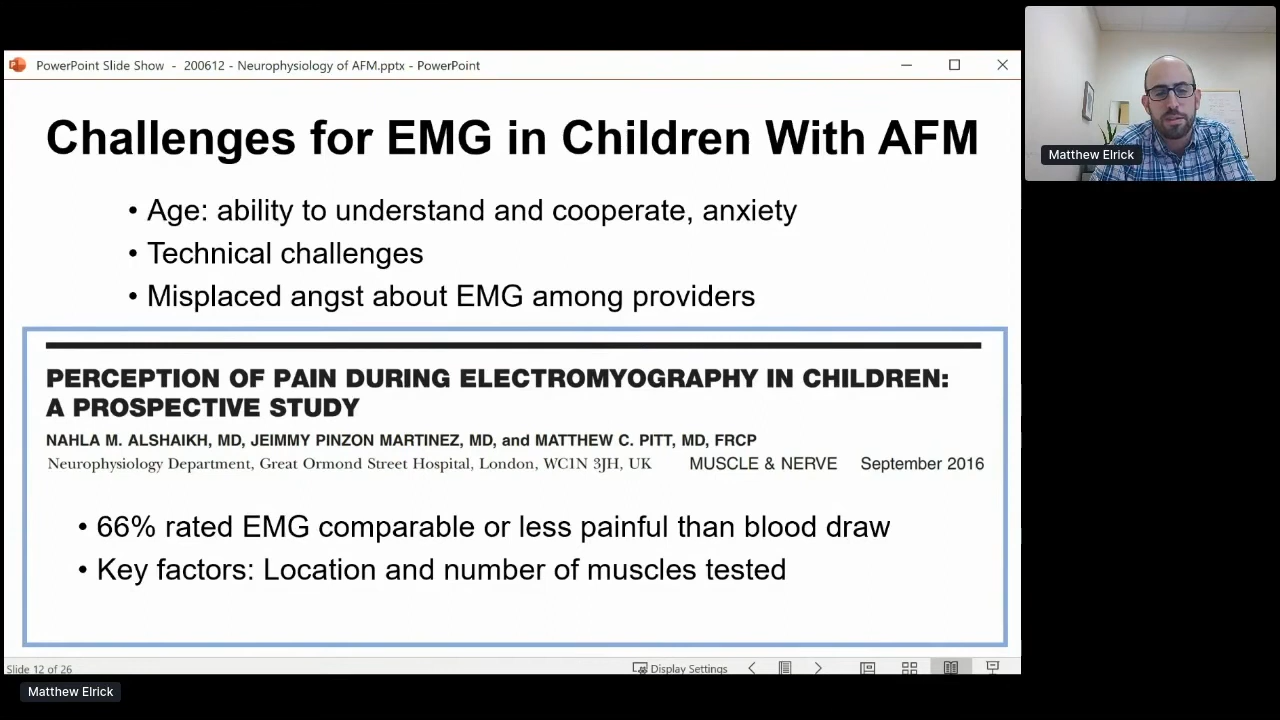 PowerPoint Slide Show - 200612 - Neurophysiology of AFM.pptx - PowerPoint
Challenges for EMG in Children With AFM
• Age: ability to understand and cooperate, anxiety
• Technical challenges
• Misplaced angst about EMG among providers
PERCEPTION OF PAIN DURING ELECTROMYOGRAPHY IN CHILDREN:
A PROSPECTIVE STUDY
NAHLA M. ALSHAIKH, MD, JEIMMY PINZON MARTINEZ, MD, and MATTHEW C. PITT, MD, FRCP
Neurophysiology Department, Great Ormond Street Hospital, London, WC1N 3JH, UK MUSCLE & NERVE September 2016
• 66% rated EMG comparable or less painful than blood draw
• Key factors: Location and number of muscles tested
Slide 12 of 26 Display Settings
Matthew Elrick
Matthew Elrick